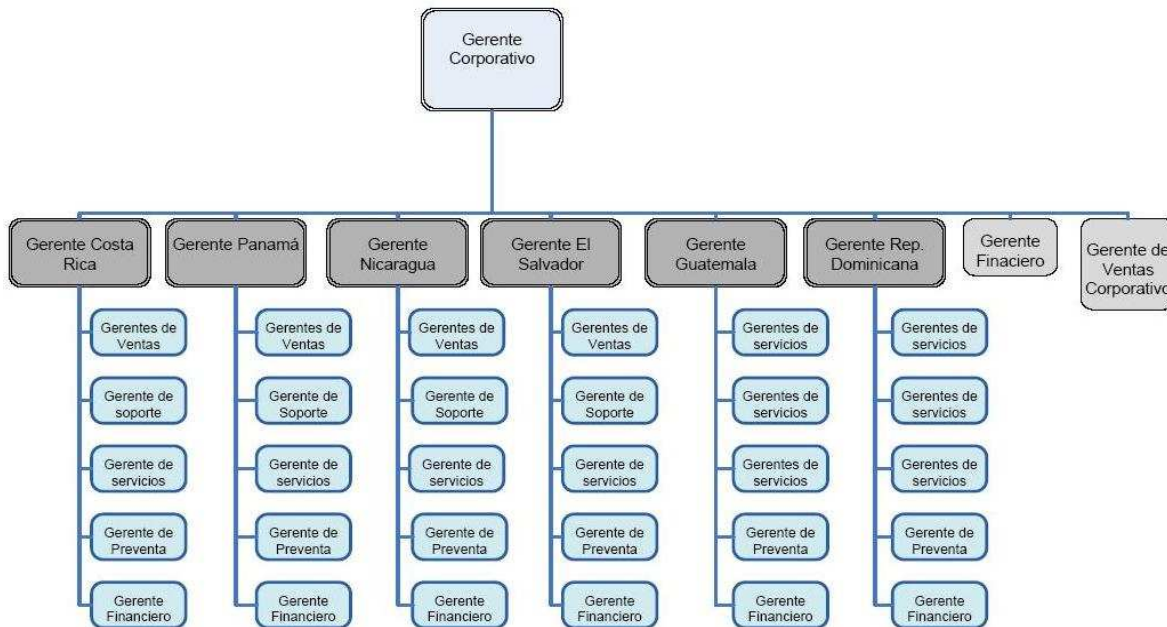 Gerente
Corporativo
Gerente Costa
Rica
Gerente Panamá
Gerente
Nicaragua
Gerente El
Salvador
Gerente
Guatemala
Gerente Rep.
Dominicana
Gerente
Finaciero
Gerente de
Ventas
Corporativo
Gerentes de
Ventas
Gerente de
soporte
Gerente de
servicios
Gerente de
Preventa
Gerente
Financiero
Gerentes de
Ventas
Gerente de
Soporte
Gerente de
servicios
Gerente de
Preventa
Gerente
Financiero
Gerentes de
Ventas
Gerente de
Soporte
Gerente de
servicios
Gerente de
Preventa
Gerente
Financiero
Gerentes de
Ventas
Gerente de
Soporte
Gerente de
servicios
Gerente de
Preventa
Gerente
Financiero
Gerentes de
servicios
Gerentes de
servicios
Gerentes de
servicios
Gerente de
Preventa
Gerente
Financiero
Gerentes de
servicios
Gerentes de
servicios
Gerentes de
servicios
Gerente de
Preventa
Gerente
Financiero